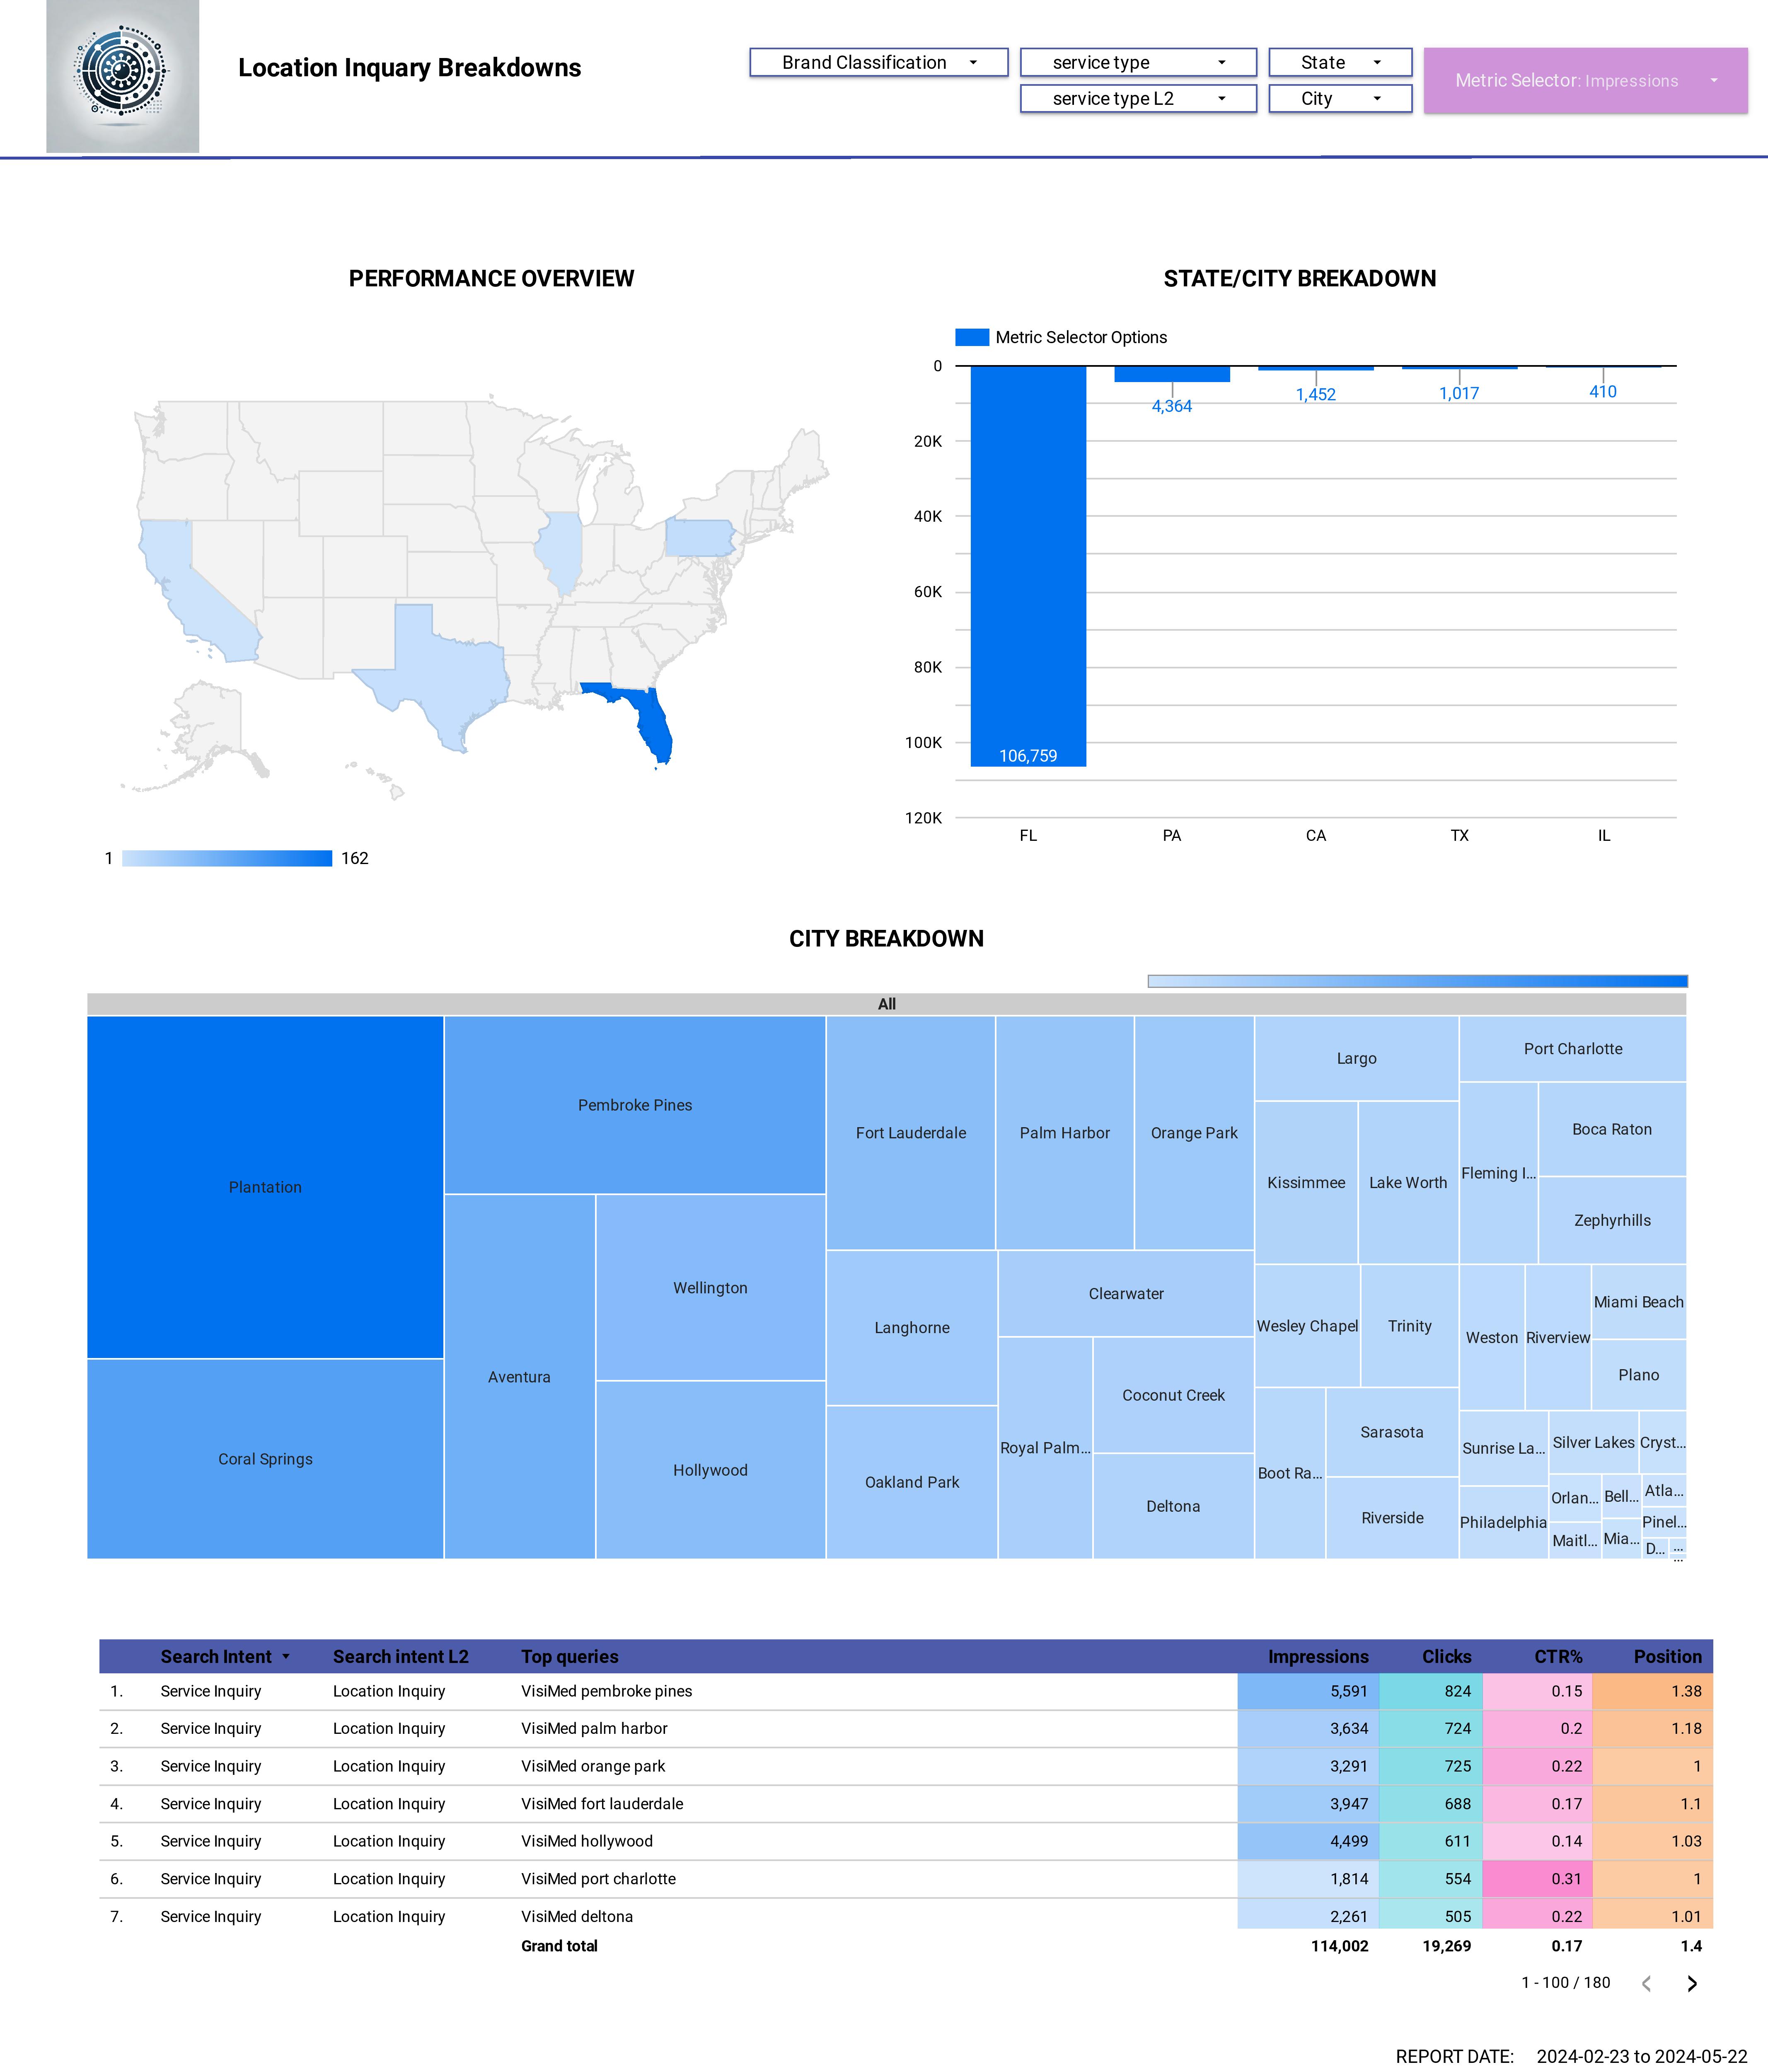 Location Inquary Breakdowns
Brand Classification
service type
State
Metric Selector: Impressions
service type L2
City
PERFORMANCE OVERVIEW
1
162
STATE/CITY BREKADOWN
Metric Selector Options
0
20K
40K
60K
80K
100K
120K
106,759
4,364
1,452
1,017
410
FL
PA
CA
TX
IL
CITY BREAKDOWN
All
Plantation
Coral Springs
Pembroke Pines
Aventura
Wellington
Hollywood
Fort Lauderdale
Palm Harbor
Orange Park
Langhorne
Oakland Park
Clearwater
Royal Palm...
Coconut Creek
Deltona
Largo
Kissimmee
Lake Worth
Wesley Chapel
Trinity
Boot Ra...
Sarasota
Riverside
Port Charlotte
Fleming I...
Boca Raton
Zephyrhills
Weston
Riverview
Miami Beach
Plano
Sunrise La...
Philadelphia
Silver Lakes
Cryst...
Orlan...
Maitl...
Bell...
Mia...
Atla...
Pinel...
D...
...
...
Search Intent Search intent L2 Top queries Impressions Clicks CTR% Position
1. Service Inquiry Location Inquiry VisiMed pembroke pines 5,591 824 0.15 1.38
2. Service Inquiry Location Inquiry VisiMed palm harbor 3,634 724 0.2 1.18
3. Service Inquiry Location Inquiry VisiMed orange park 3,291 725 0.22 1
4. Service Inquiry Location Inquiry VisiMed fort lauderdale 3,947 688 0.17 1.1
5. Service Inquiry Location Inquiry VisiMed hollywood 4,499 611 0.14 1.03
6. Service Inquiry Location Inquiry VisiMed port charlotte 1,814 554 0.31 1
7. Service Inquiry Location Inquiry VisiMed deltona 2,261 505 0.22 1.01
Grand total 114,002 19,269 0.17 1.4
1 - 100 / 180
REPORT DATE: 2024-02-23 to 2024-05-22